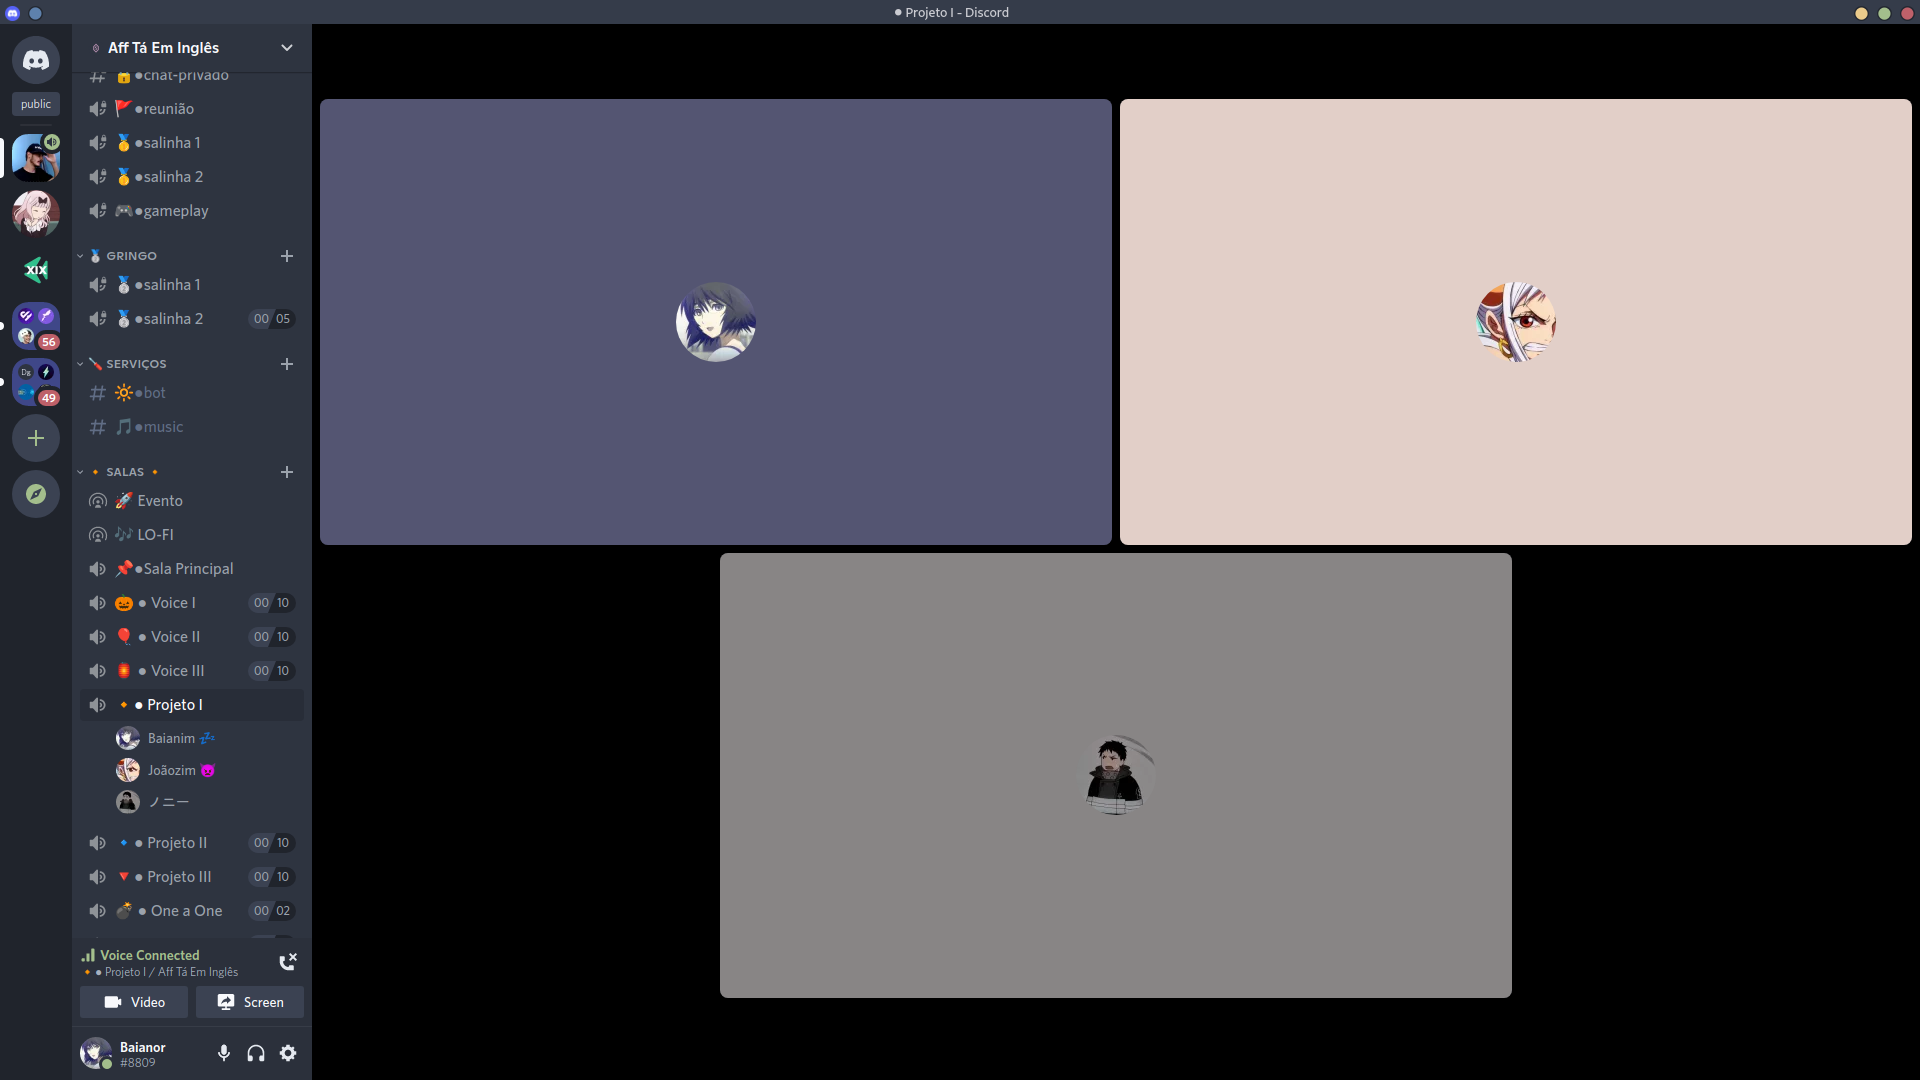 ● Projeto I - Discord
Aff Tá Em Inglês
public
●chat-privado
●reunião
●salinha 1
●salinha 2
●gameplay
GRINGO
●salinha 1
●salinha 2 00 05
SERVIÇOS
●bot
●music
SALAS
Evento
LO-FI
●Sala Principal
● Voice I 00 10
● Voice II 00 10
● Voice III 00 10
● Projeto I
Baianim 💤
Joãozim 😈
ノニー
● Projeto II 00 10
● Projeto III 00 10
● One a One 00 02
XIX
56
Dg
49
Voice Connected
● Projeto I / Aff Tá Em Inglês
Video Screen
Baianor
#8809